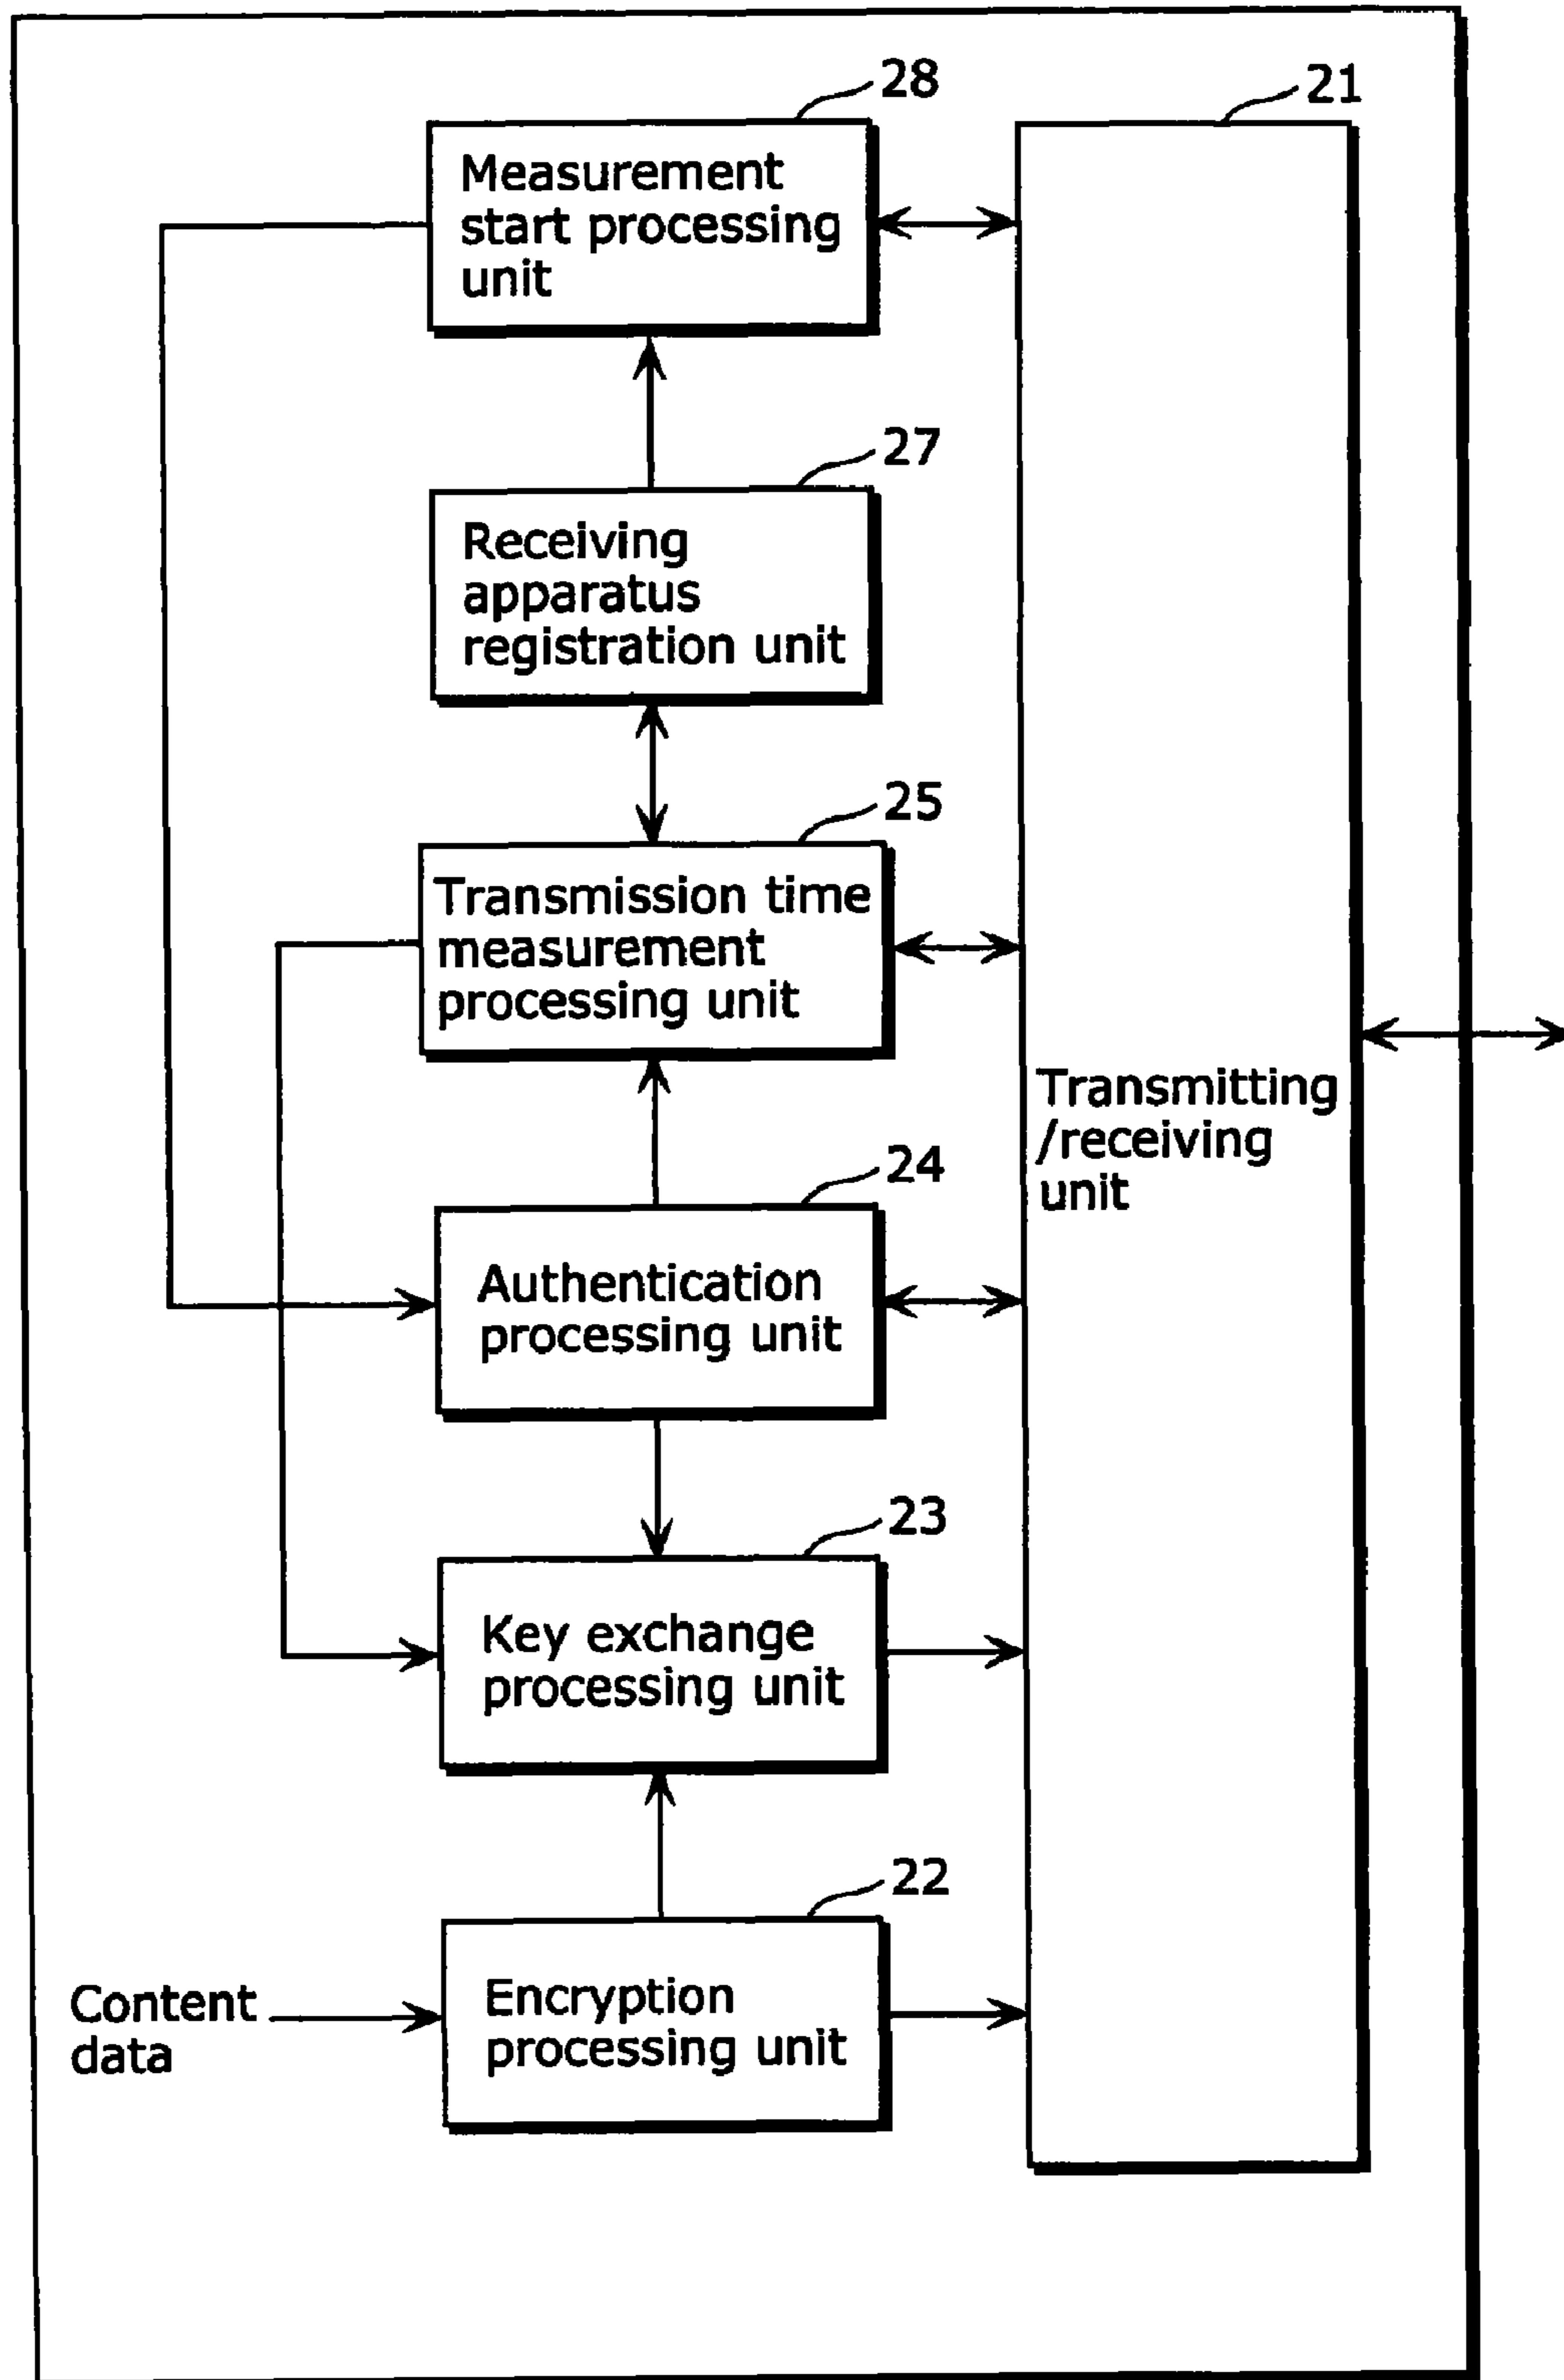 28
21
Measurement
start processing
unit
27
Receiving
apparatus
registration unit
25
Transmission time
measurement
processing unit
Transmitting
/receiving
unit
24
Authentication
processing unit
23
Key exchange
processing unit
22
Encryption
processing unit
Content
data